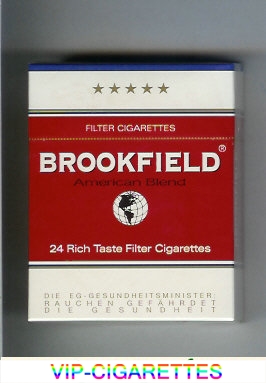 FILTER CIGARETTES
BROOKFIELD®
American Blend
24 Rich Taste Filter Cigarettes
DIE EG-GESUNDHEITSMINISTER:
RAUCHEN GEFÄHRDET
DIE GESUNDHEIT
VIP-CIGARETTES